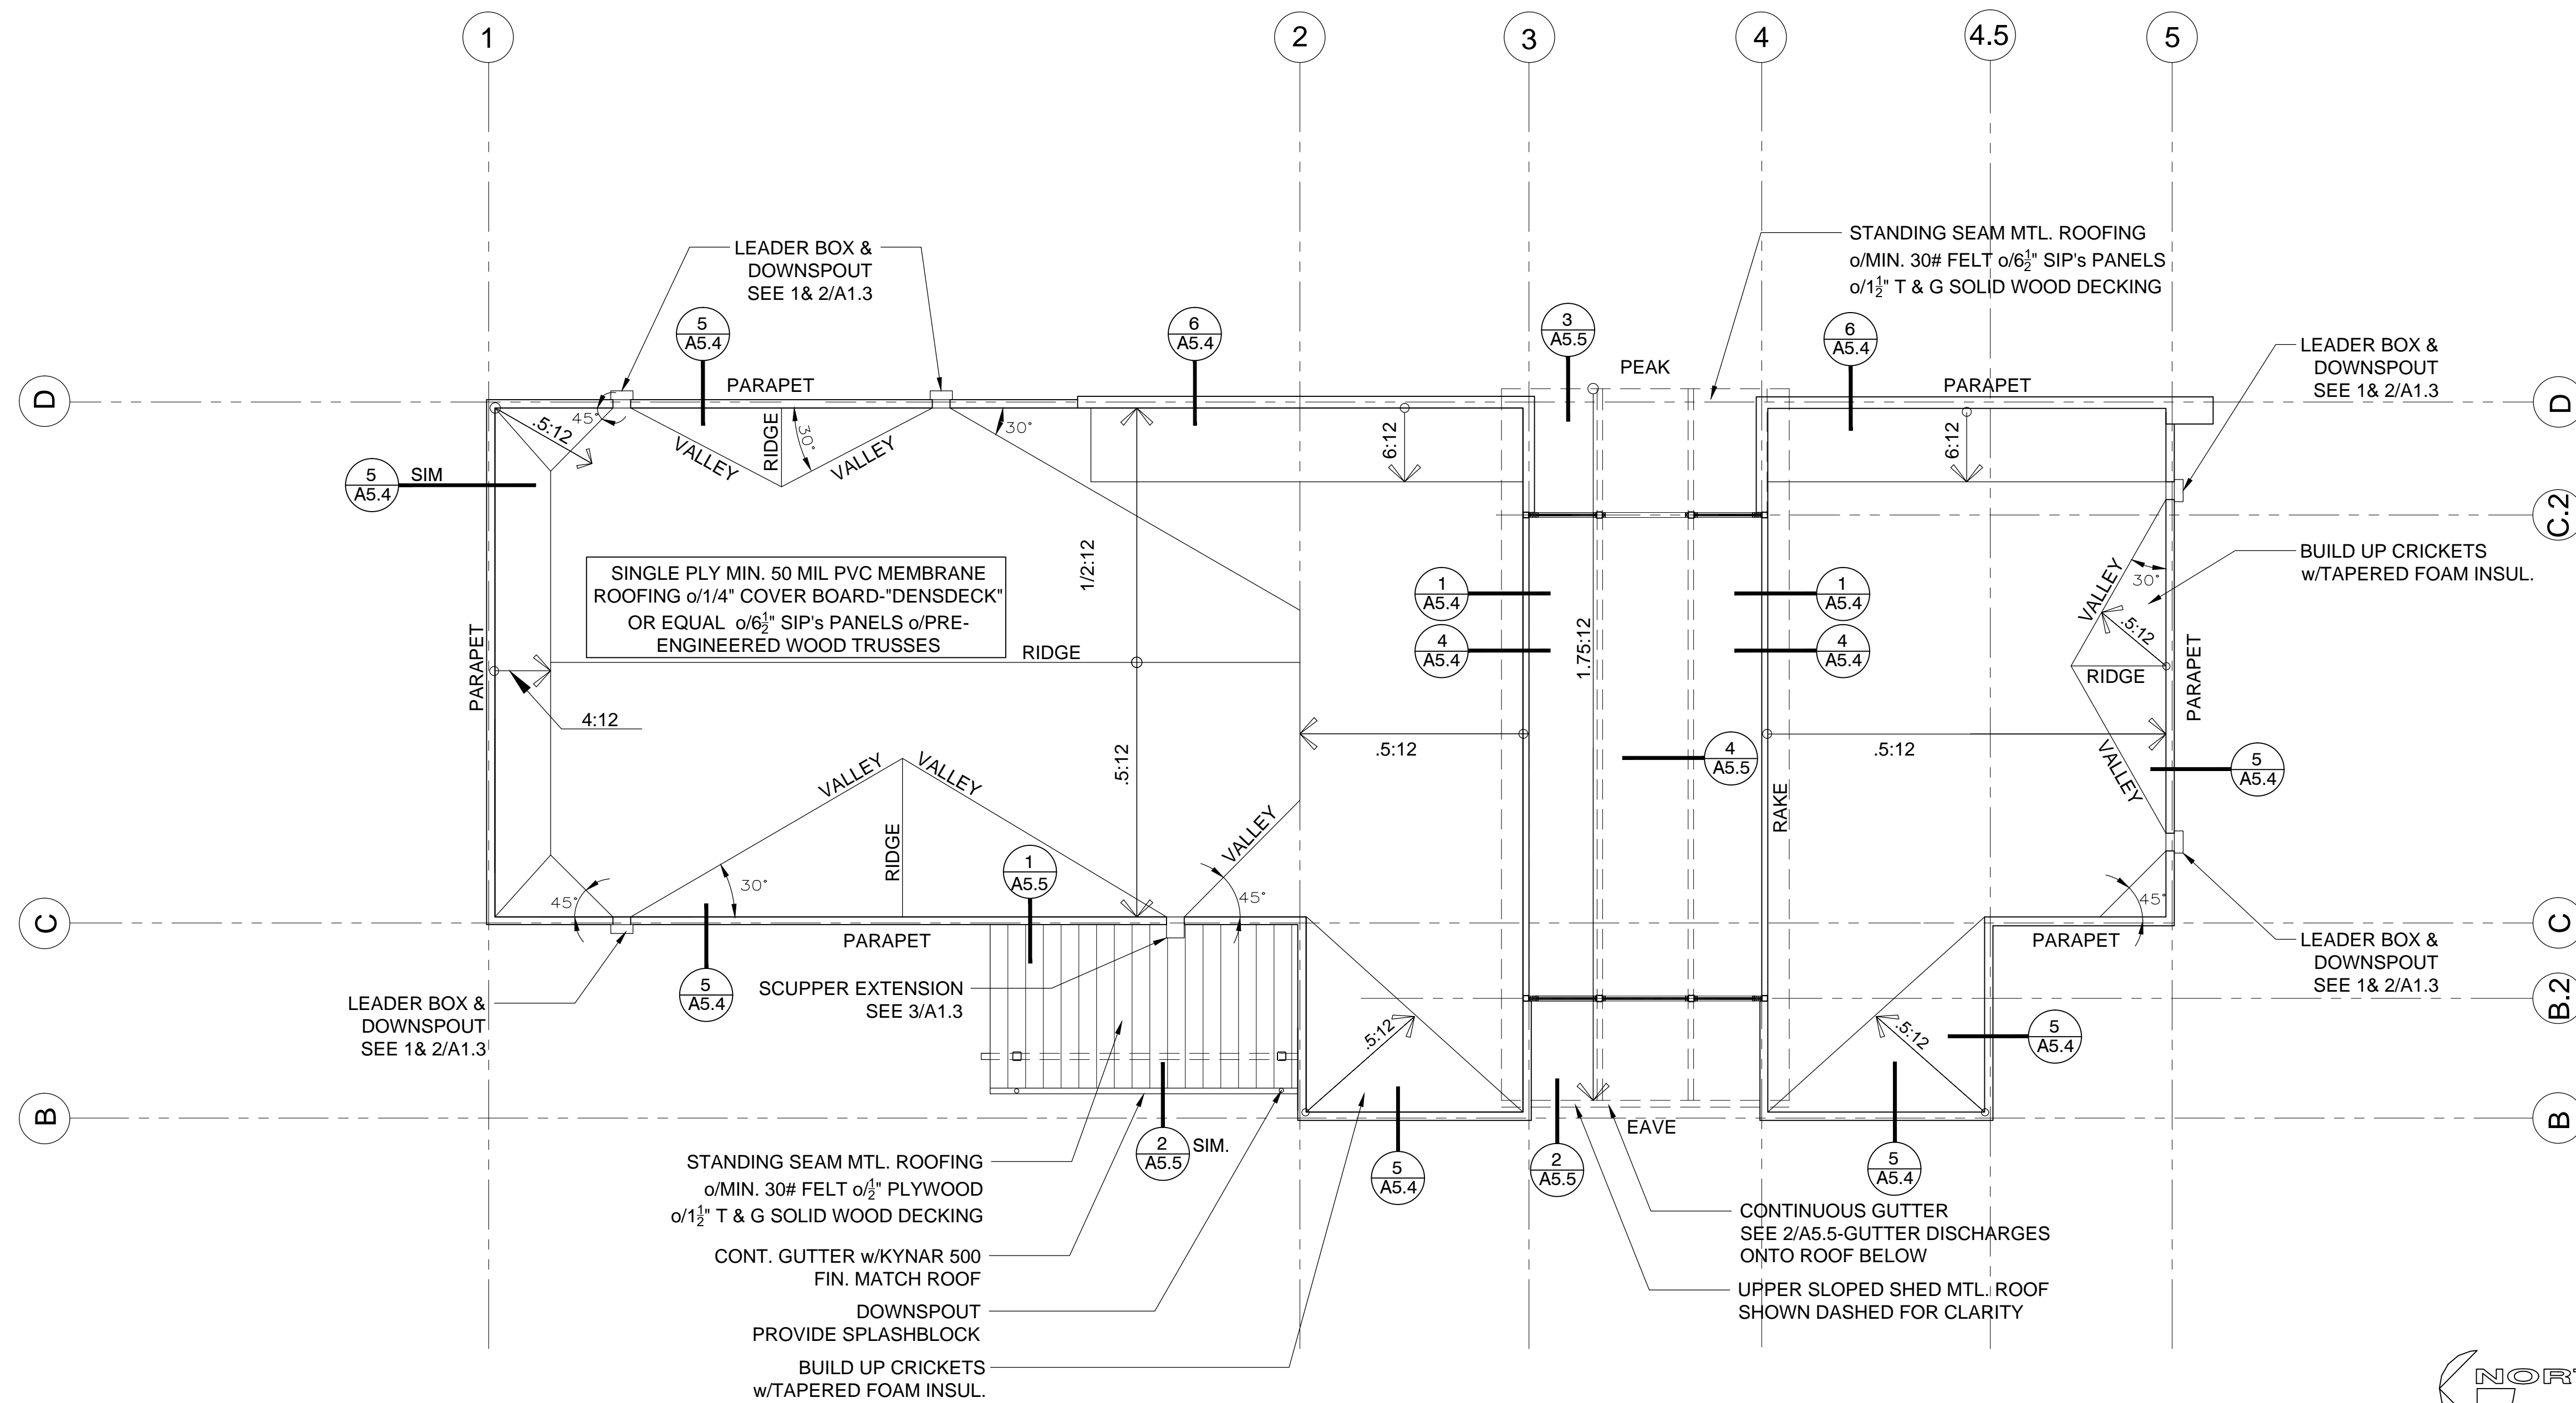 1
2
3
4
4.5
5
STANDING SEAM MTL. ROOFING
o/MIN. 30# FELT o/6½" SIP's PANELS
o/1½" T & G SOLID WOOD DECKING
LEADER BOX &
DOWNSPOUT
SEE 1& 2/A1.3
5
A5.4
6
A5.4
3
A5.5
PEAK
6
A5.4
LEADER BOX &
DOWNSPOUT
SEE 1& 2/A1.3
D
PARAPET
PARAPET
D
45°
.5:12
VALLEY
RIDGE
30°
VALLEY
30°
6:12
6:12
5
A5.4
SIM
C.2
1/2:12
SINGLE PLY MIN. 50 MIL PVC MEMBRANE
ROOFING o/1/4" COVER BOARD-"DENSDECK"
OR EQUAL o/6½" SIP's PANELS o/PRE-
ENGINEERED WOOD TRUSSES
BUILD UP CRICKETS
w/TAPERED FOAM INSUL.
1
A5.4
1
A5.4
VALLEY
30°
.5:12
4
A5.4
4
A5.4
1.75:12
PARAPET
RIDGE
RIDGE
PARAPET
4:12
.5:12
.5:12
.5:12
4
A5.5
5
A5.4
VALLEY
VALLEY
VALLEY
RAKE
VALLEY
RIDGE
1
A5.5
45°
30°
45°
45°
C
PARAPET
PARAPET
C
LEADER BOX &
DOWNSPOUT
SEE 1& 2/A1.3
SCUPPER EXTENSION
SEE 3/A1.3
5
A5.4
LEADER BOX &
DOWNSPOUT
SEE 1& 2/A1.3
B.2
.5:12
.5:12
5
A5.4
B
EAVE
B
2
A5.5
SIM.
5
A5.4
2
A5.5
5
A5.4
STANDING SEAM MTL. ROOFING
o/MIN. 30# FELT o/½" PLYWOOD
o/1½" T & G SOLID WOOD DECKING
CONTINUOUS GUTTER
SEE 2/A5.5-GUTTER DISCHARGES
ONTO ROOF BELOW
CONT. GUTTER w/KYNAR 500
FIN. MATCH ROOF
UPPER SLOPED SHED MTL. ROOF
SHOWN DASHED FOR CLARITY
DOWNSPOUT
PROVIDE SPLASHBLOCK
BUILD UP CRICKETS
w/TAPERED FOAM INSUL.